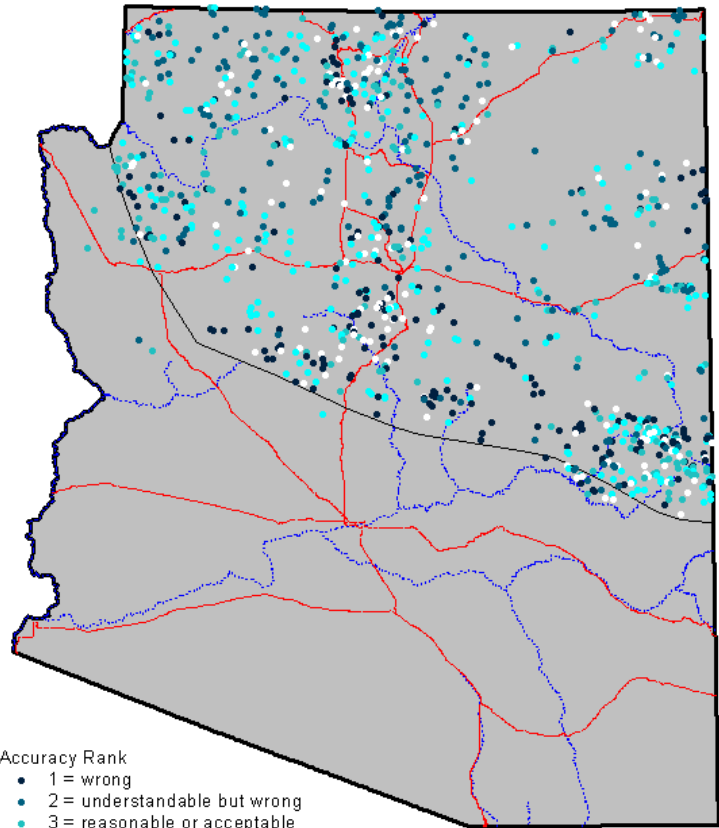 Accuracy Rank
1 = wrong
2 = understandable but wrong
3 = reasonable or acceptable